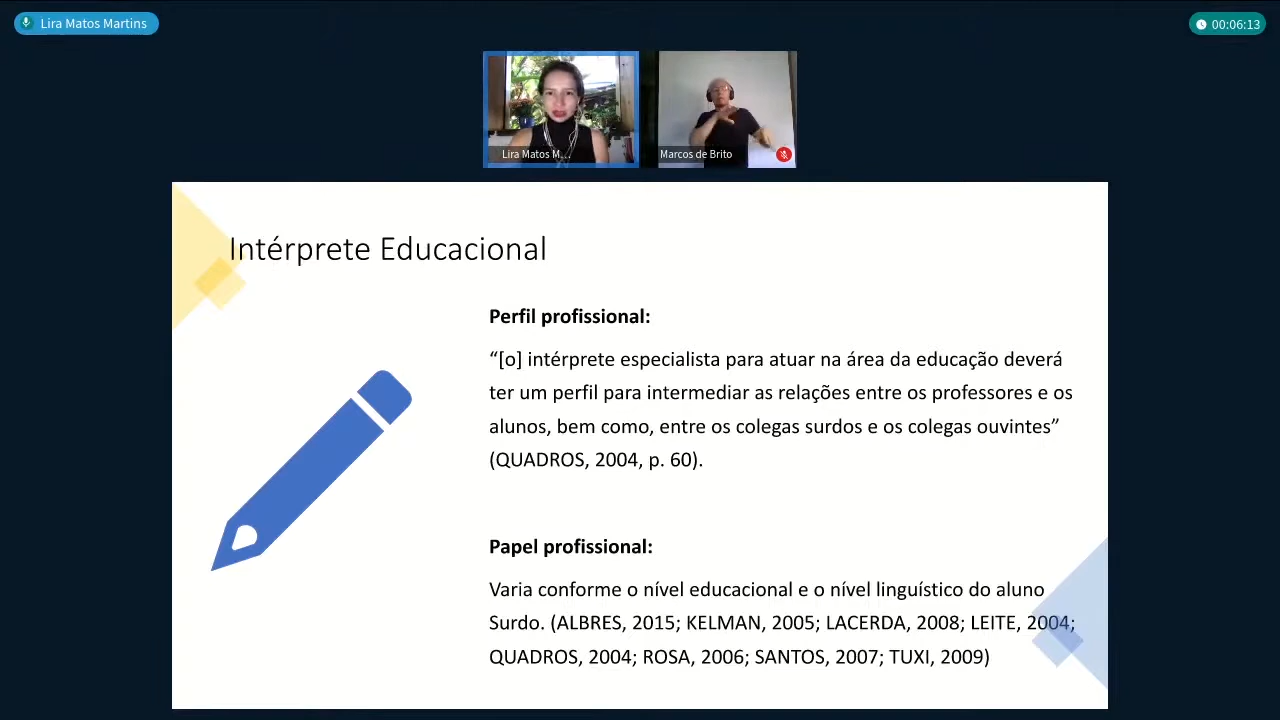 Lira Matos Martins
00:06:13
Lira Matos M...
Marcos de Brito
Intérprete Educacional
Perfil profissional:
“[o] intérprete especialista para atuar na área da educação deverá
ter um perfil para intermediar as relações entre os professores e os
alunos, bem como, entre os colegas surdos e os colegas ouvintes”
(QUADROS, 2004, p. 60).
Papel profissional:
Varia conforme o nível educacional e o nível linguístico do aluno
Surdo. (ALBRES, 2015; KELMAN, 2005; LACERDA, 2008; LEITE, 2004;
QUADROS, 2004; ROSA, 2006; SANTOS, 2007; TUXI, 2009)